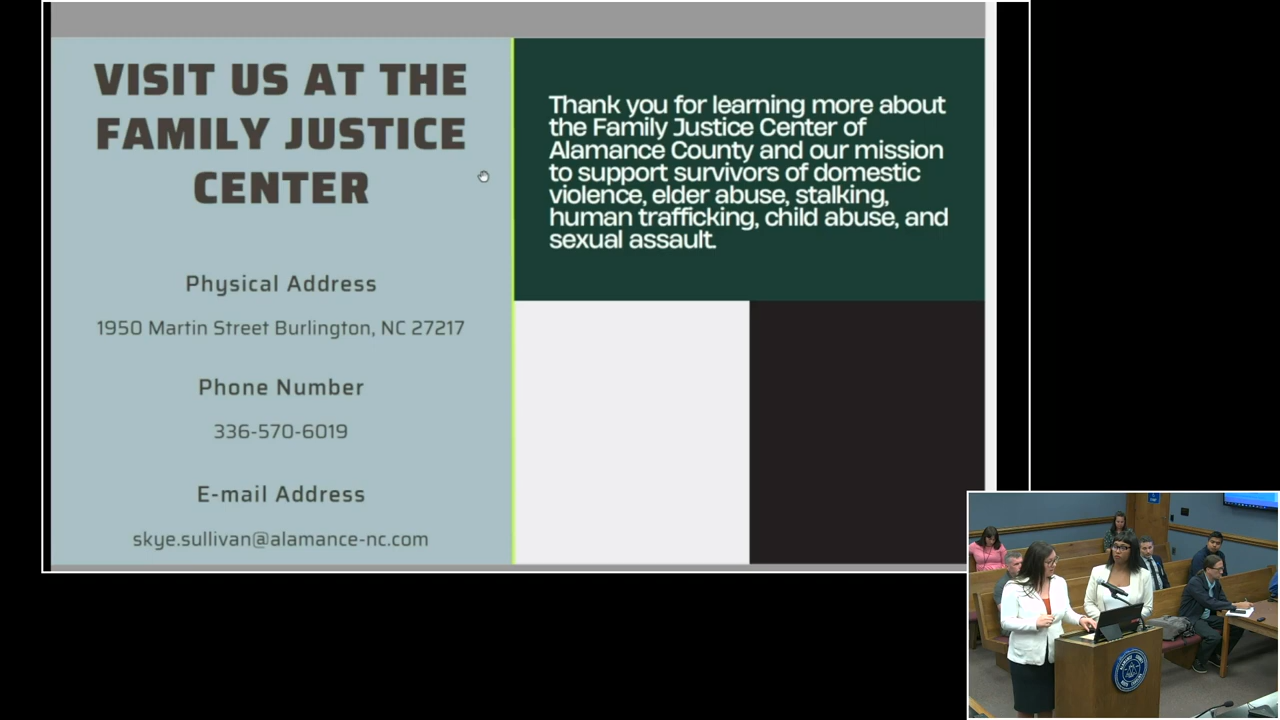 VISIT US AT THE
FAMILY JUSTICE
CENTER
Physical Address
1950 Martin Street Burlington, NC 27217
Phone Number
336-570-6019
E-mail Address
skye.sullivan@alamance-nc.com
Thank you for learning more about
the Family Justice Center of
Alamance County and our mission
to support survivors of domestic
violence, elder abuse, stalking,
human trafficking, child abuse, and
sexual assault.